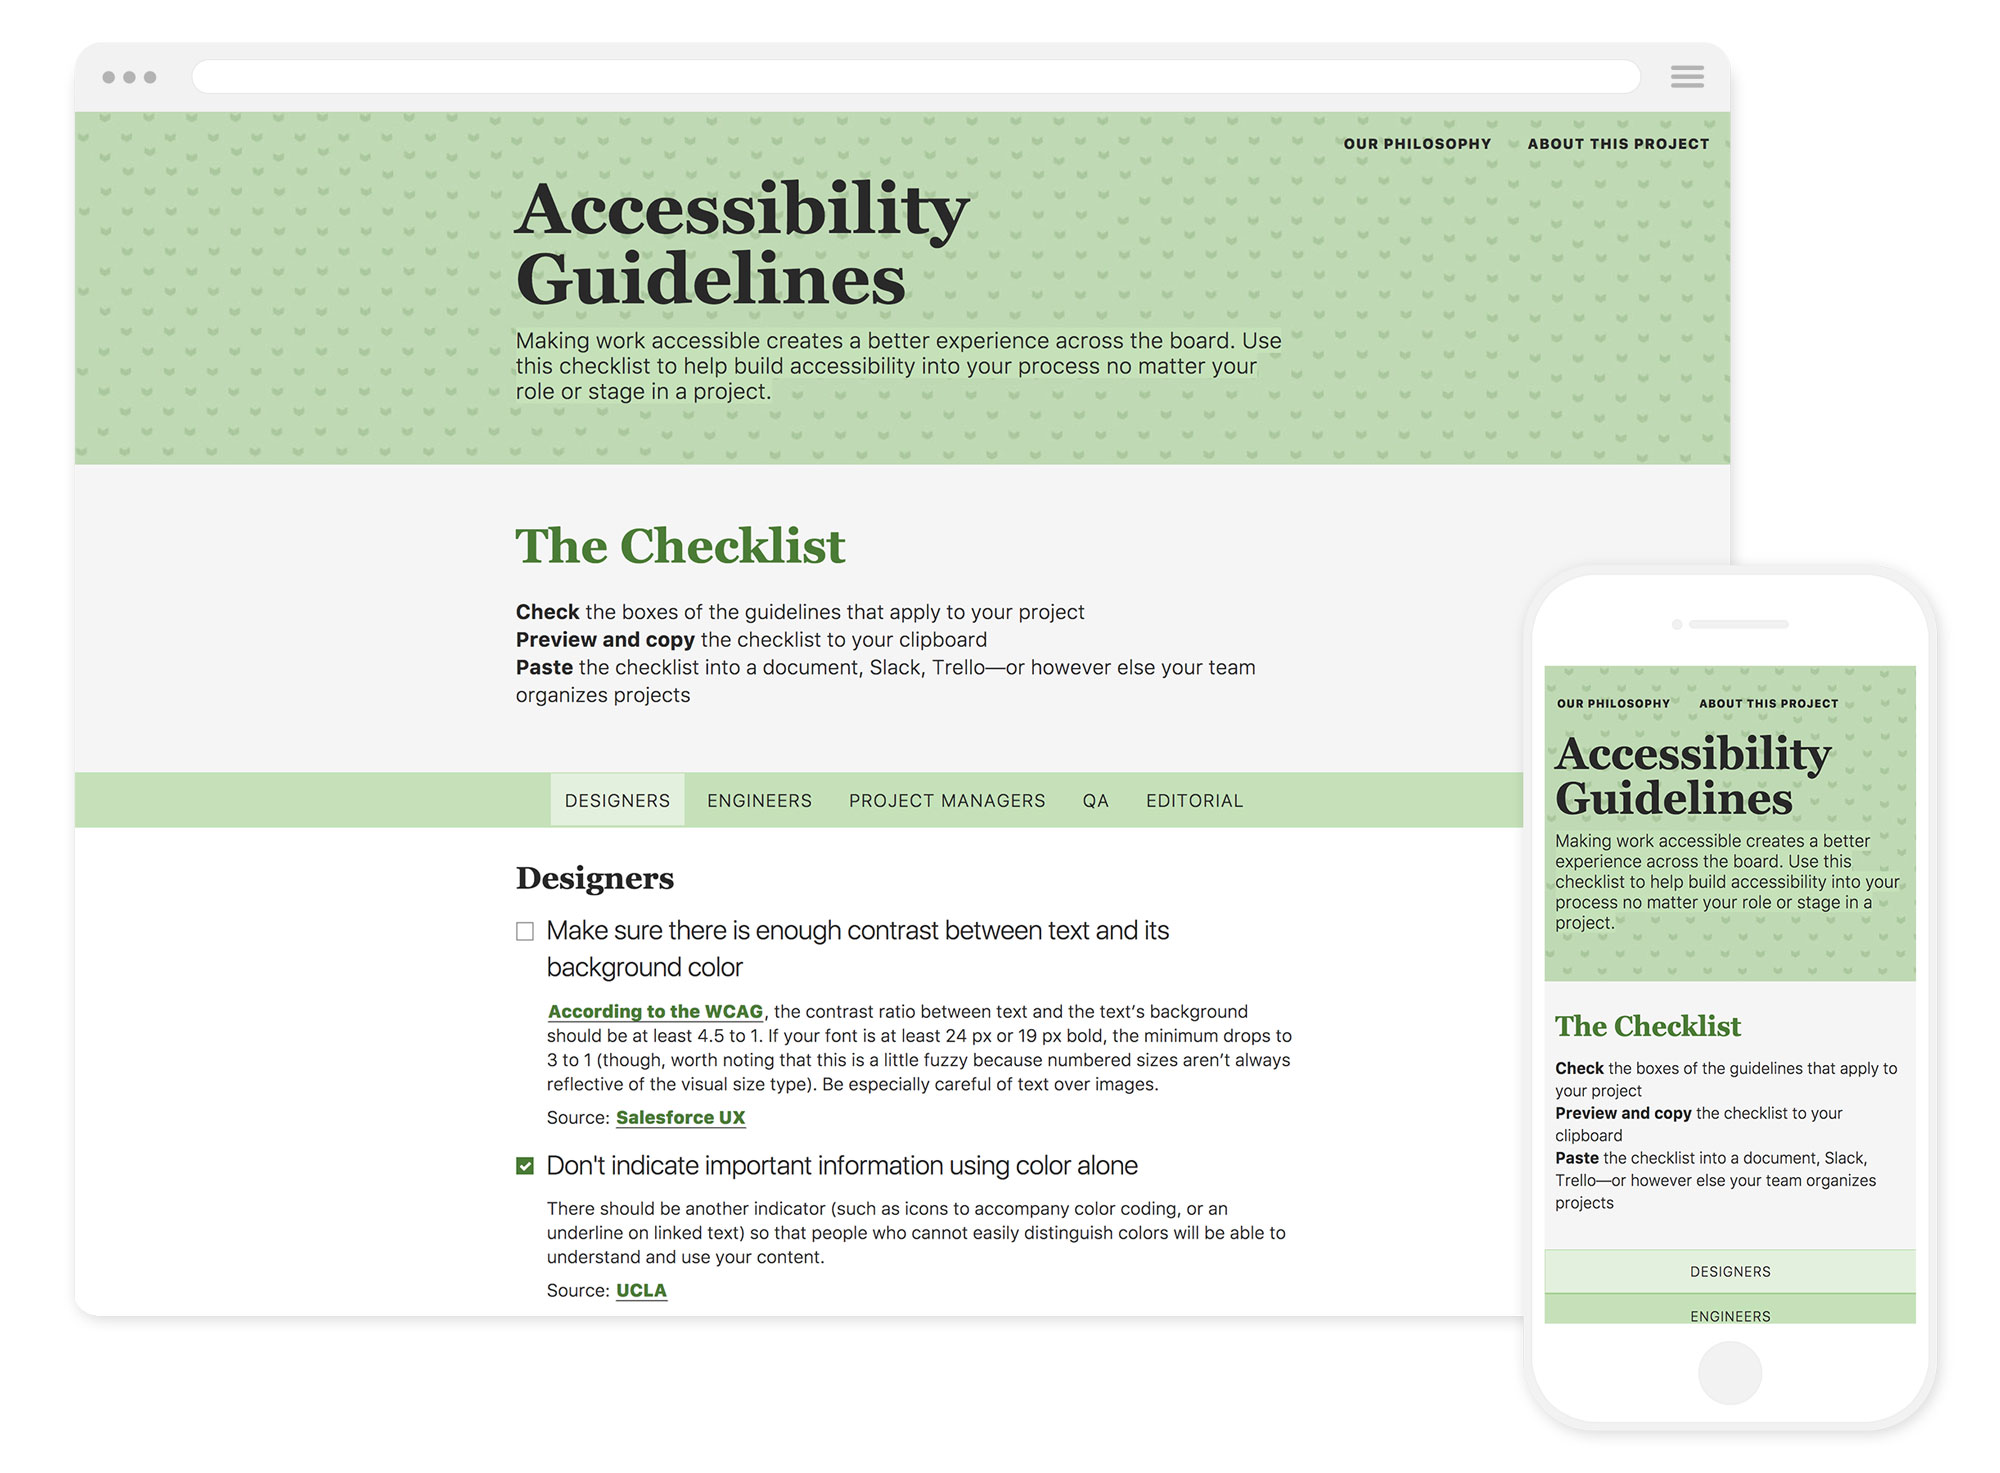 OUR PHILOSOPHY ABOUT THIS PROJECT
Accessibility
Guidelines
Making work accessible creates a better experience across the board. Use
this checklist to help build accessibility into your process no matter your
role or stage in a project.
The Checklist
Check the boxes of the guidelines that apply to your project
Preview and copy the checklist to your clipboard
Paste the checklist into a document, Slack, Trello—or however else your team
organizes projects
DESIGNERS ENGINEERS PROJECT MANAGERS QA EDITORIAL
Designers
Make sure there is enough contrast between text and its
background color
According to the WCAG, the contrast ratio between text and the text’s background
should be at least 4.5 to 1. If your font is at least 24 px or 19 px bold, the minimum drops to
3 to 1 (though, worth noting that this is a little fuzzy because numbered sizes aren’t always
reflective of the visual size type). Be especially careful of text over images.
Source: Salesforce UX
Don't indicate important information using color alone
There should be another indicator (such as icons to accompany color coding, or an
underline on linked text) so that people who cannot easily distinguish colors will be able to
understand and use your content.
Source: UCLA
OUR PHILOSOPHY ABOUT THIS PROJECT
Accessibility
Guidelines
Making work accessible creates a better
experience across the board. Use this
checklist to help build accessibility into your
process no matter your role or stage in a
project.
The Checklist
Check the boxes of the guidelines that apply to
your project
Preview and copy the checklist to your
clipboard
Paste the checklist into a document, Slack,
Trello—or however else your team organizes
projects
DESIGNERS
ENGINEERS